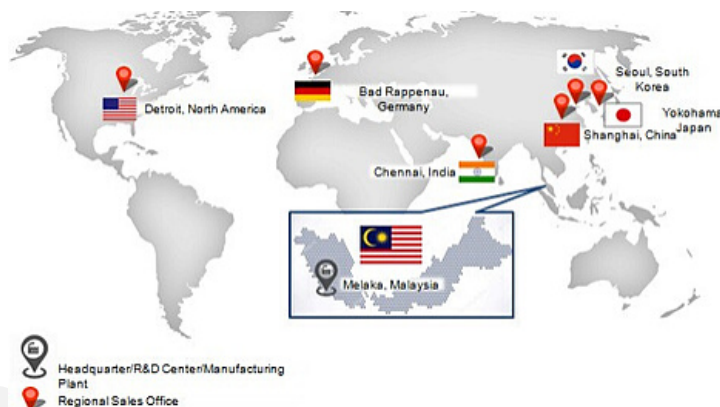 Seoul, South
Korea
Detroit, North America
Bad Rappenau,
Germany
Yokohama
Japan
Shanghai, China
Chennai, India
Melaka, Malaysia
Headquarter/R&D Center/Manufacturing
Plant
Regional Sales Office